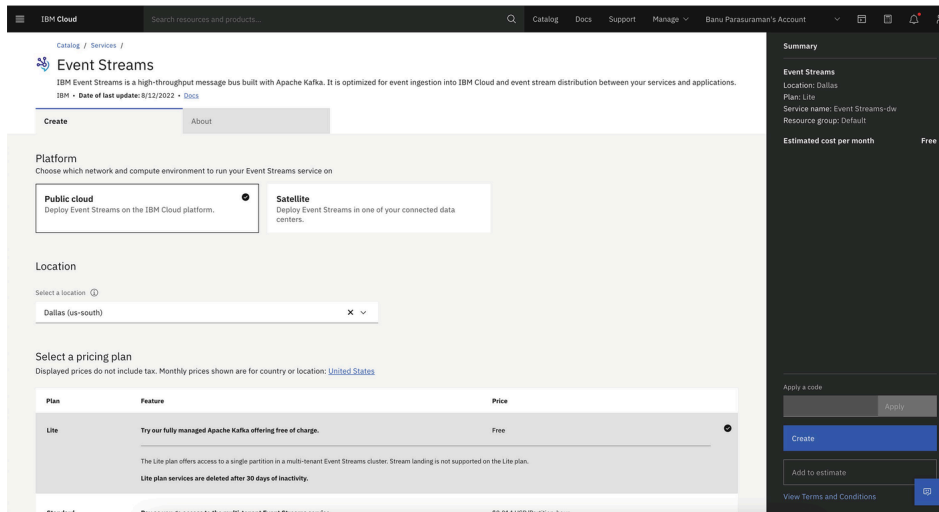 IBM Cloud
Search resources and products...
Catalog Docs Support Manage Banu Parasuraman's Account
Catalog / Services /
Event Streams
IBM Event Streams is a high-throughput message bus built with Apache Kafka. It is optimized for event ingestion into IBM Cloud and event stream distribution between your services and applications.
IBM • Date of last update: 8/12/2022 • Docs
Create About
Platform
Choose which network and compute environment to run your Event Streams service on
Public cloud
Deploy Event Streams on the IBM Cloud platform.
Satellite
Deploy Event Streams in one of your connected data
centers.
Location
Select a location
Dallas (us-south)
Select a pricing plan
Displayed prices do not include tax. Monthly prices shown are for country or location: United States
Plan Feature Price
Lite Try our fully managed Apache Kafka offering free of charge. Free
The Lite plan offers access to a single partition in a multi-tenant Event Streams cluster. Stream landing is not supported on the Lite plan.
Lite plan services are deleted after 30 days of inactivity.
Summary
Event Streams
Location: Dallas
Plan: Lite
Service name: Event Streams-dw
Resource group: Default
Estimated cost per month Free
Apply a code
Apply
Create
Add to estimate
View Terms and Conditions